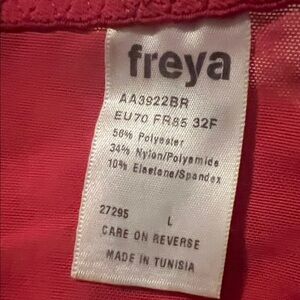 freya
AA3922BR
EU70 FR85 32F
56% Polyester
34% Nylon/Polyamide
10% Elastane/Spandex
27295 L
CARE ON REVERSE
MADE IN TUNISIA